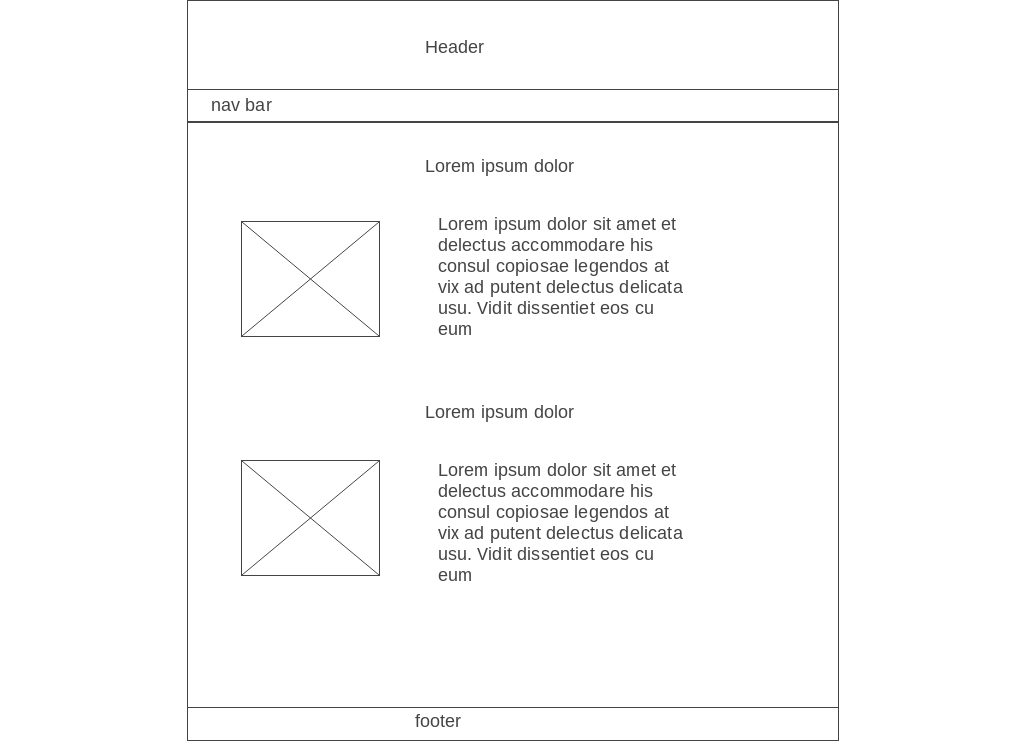 Header
nav bar
Lorem ipsum dolor
Lorem ipsum dolor sit amet et
delectus accommodare his
consul copiosae legendos at
vix ad putent delectus delicata
usu. Vidit dissentiet eos cu
eum
Lorem ipsum dolor
Lorem ipsum dolor sit amet et
delectus accommodare his
consul copiosae legendos at
vix ad putent delectus delicata
usu. Vidit dissentiet eos cu
eum
footer